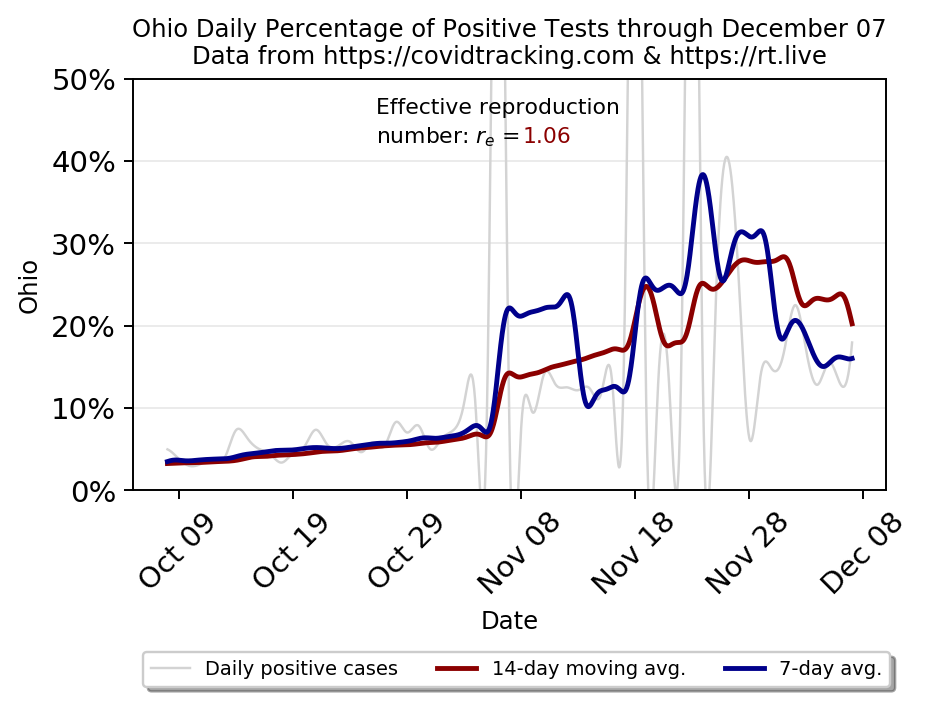 Ohio Daily Percentage of Positive Tests through December 07
Data from https://covidtracking.com & https://rt.live
50%
40%
30%
20%
10%
0%
Ohio
Effective reproduction
number: rₑ =1.06
Oct 09
Oct 19
Oct 29
Nov 08
Nov 18
Nov 28
Dec 08
Date
Daily positive cases
14-day moving avg.
7-day avg.